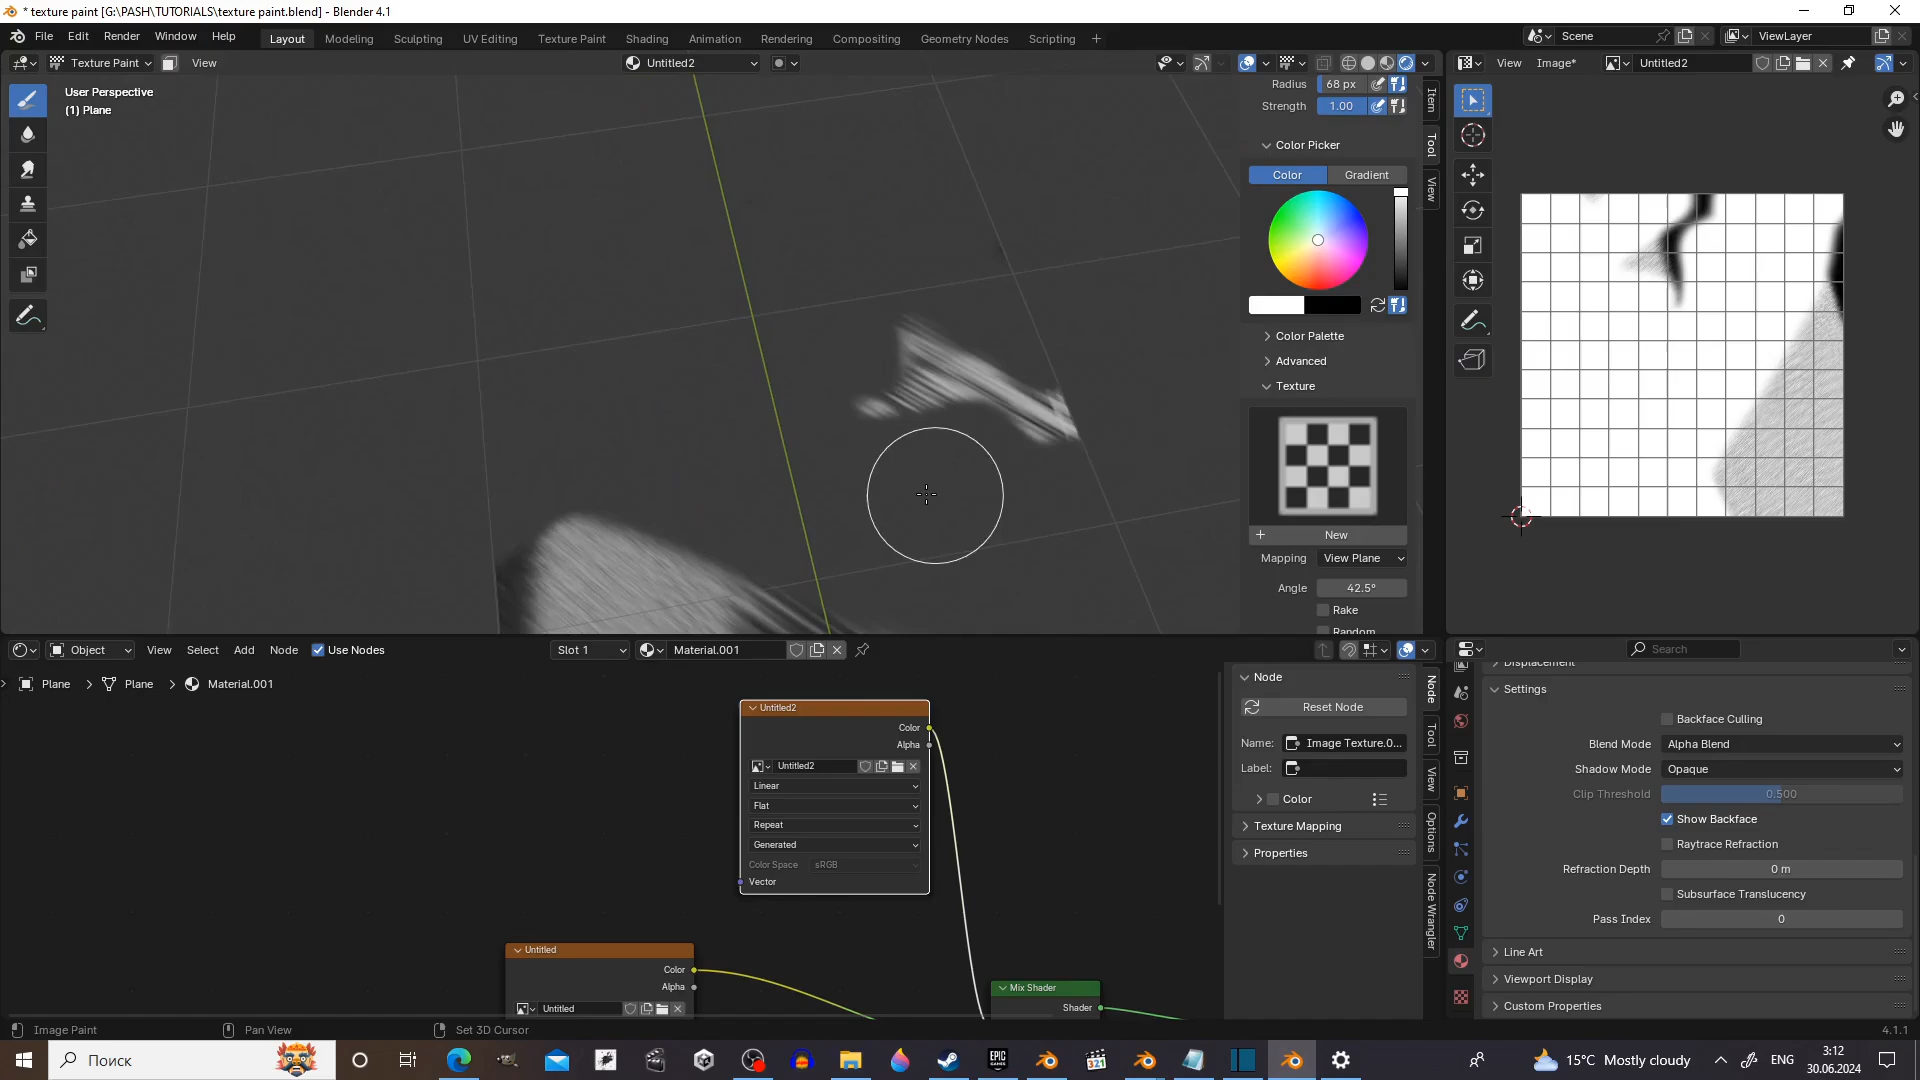 * texture paint [G:\PASH\TUTORIALS\texture paint.blend] - Blender 4.1
File Edit Render Window Help
Layout Modeling Sculpting UV Editing Texture Paint Shading Animation Rendering Compositing Geometry Nodes Scripting
Scene
ViewLayer
Texture Paint View
Untitled2
View Image* Untitled2
User Perspective
(1) Plane
Radius 68 px
Strength 1.00
Color Picker
Color Gradient
Color Palette
Advanced
Texture
New
Mapping View Plane
Angle 42.5°
Rake
Random
Item
Tool
View
Object View Select Add Node Use Nodes
Slot 1
Material.001
Search
Plane Plane Material.001
Untitled2
Color
Alpha
Untitled2
Linear
Flat
Repeat
Generated
Color Space sRGB
Vector
Untitled
Color
Alpha
Untitled
Mix Shader
Shader
Node
Reset Node
Name: Image Texture.0...
Label:
Color
Texture Mapping
Properties
Node
Tool
View
Options
Node Wrangler
Displacement
Settings
Backface Culling
Blend Mode Alpha Blend
Shadow Mode Opaque
Clip Threshold 0.500
Show Backface
Raytrace Refraction
Refraction Depth 0 m
Subsurface Translucency
Pass Index 0
Line Art
Viewport Display
Custom Properties
Image Paint Pan View Set 3D Cursor
4.1.1
Поиск
EPIC GAMES
321
15°C Mostly cloudy
ENG
3:12
30.06.2024